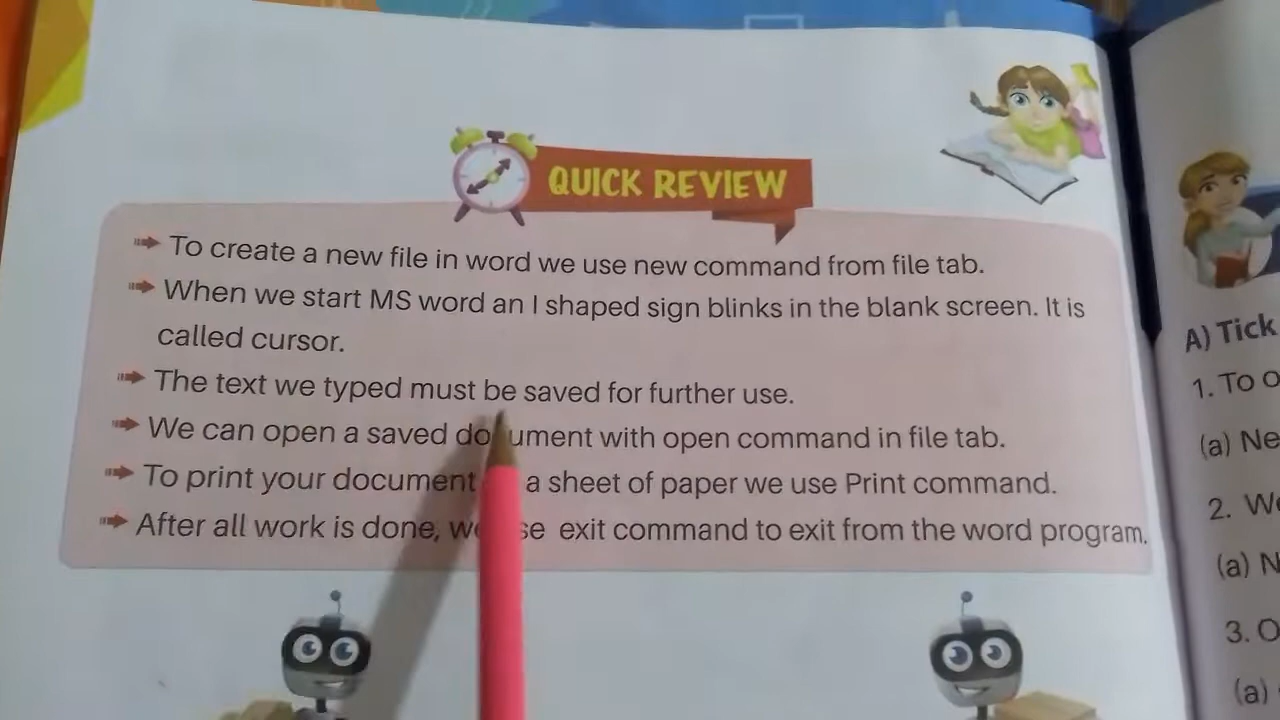 QUICK REVIEW
To create a new file in word we use new command from file tab.
When we start MS word an I shaped sign blinks in the blank screen. It is
called cursor.
The text we typed must be saved for further use.
We can open a saved document with open command in file tab.
To print your document a sheet of paper we use Print command.
After all work is done, exit command to exit from the word program.
A) Tick
1. To
(a)
2.
(a)
3.
(a)